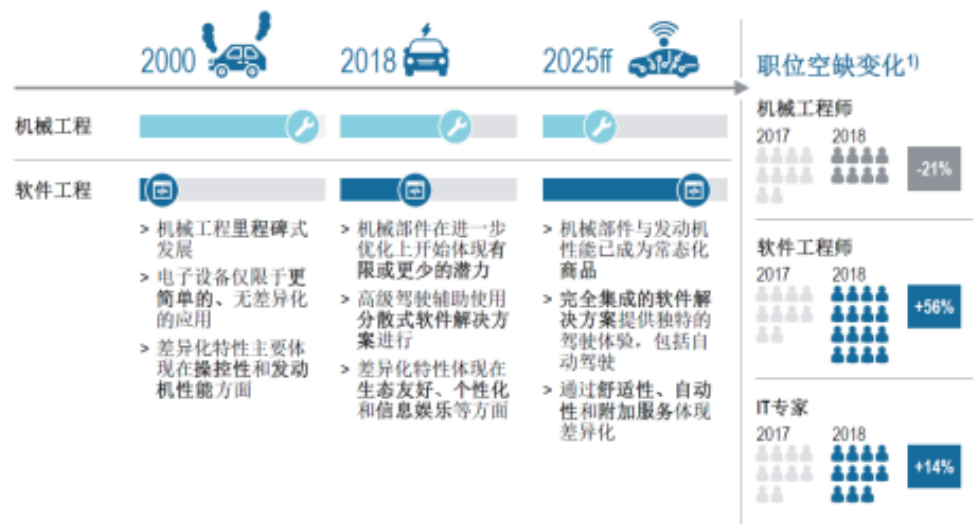 2000
2018
2025ff
职位空缺变化¹⁾
机械工程
软件工程
> 机械工程里程碑式
发展
> 电子设备仅限于更
简单的、无差异化
的应用
> 差异化特性主要体
现在操控性和发动
机性能方面
> 机械部件在进一步
优化上开始体现有
限或更少的潜力
> 高级驾驶辅助使用
分散式软件解决方
案进行
> 差异化特性体现在
生态友好、个性化
和信息娱乐等方面
> 机械部件与发动机
性能已成为常态化
商品
> 完全集成的软件解
决方案提供独特的
驾驶体验，包括自
动驾驶
> 通过舒适性、自动
性和附加服务体现
差异化
机械工程师
2017 2018
-21%
软件工程师
2017 2018
+56%
IT专家
2017 2018
+14%